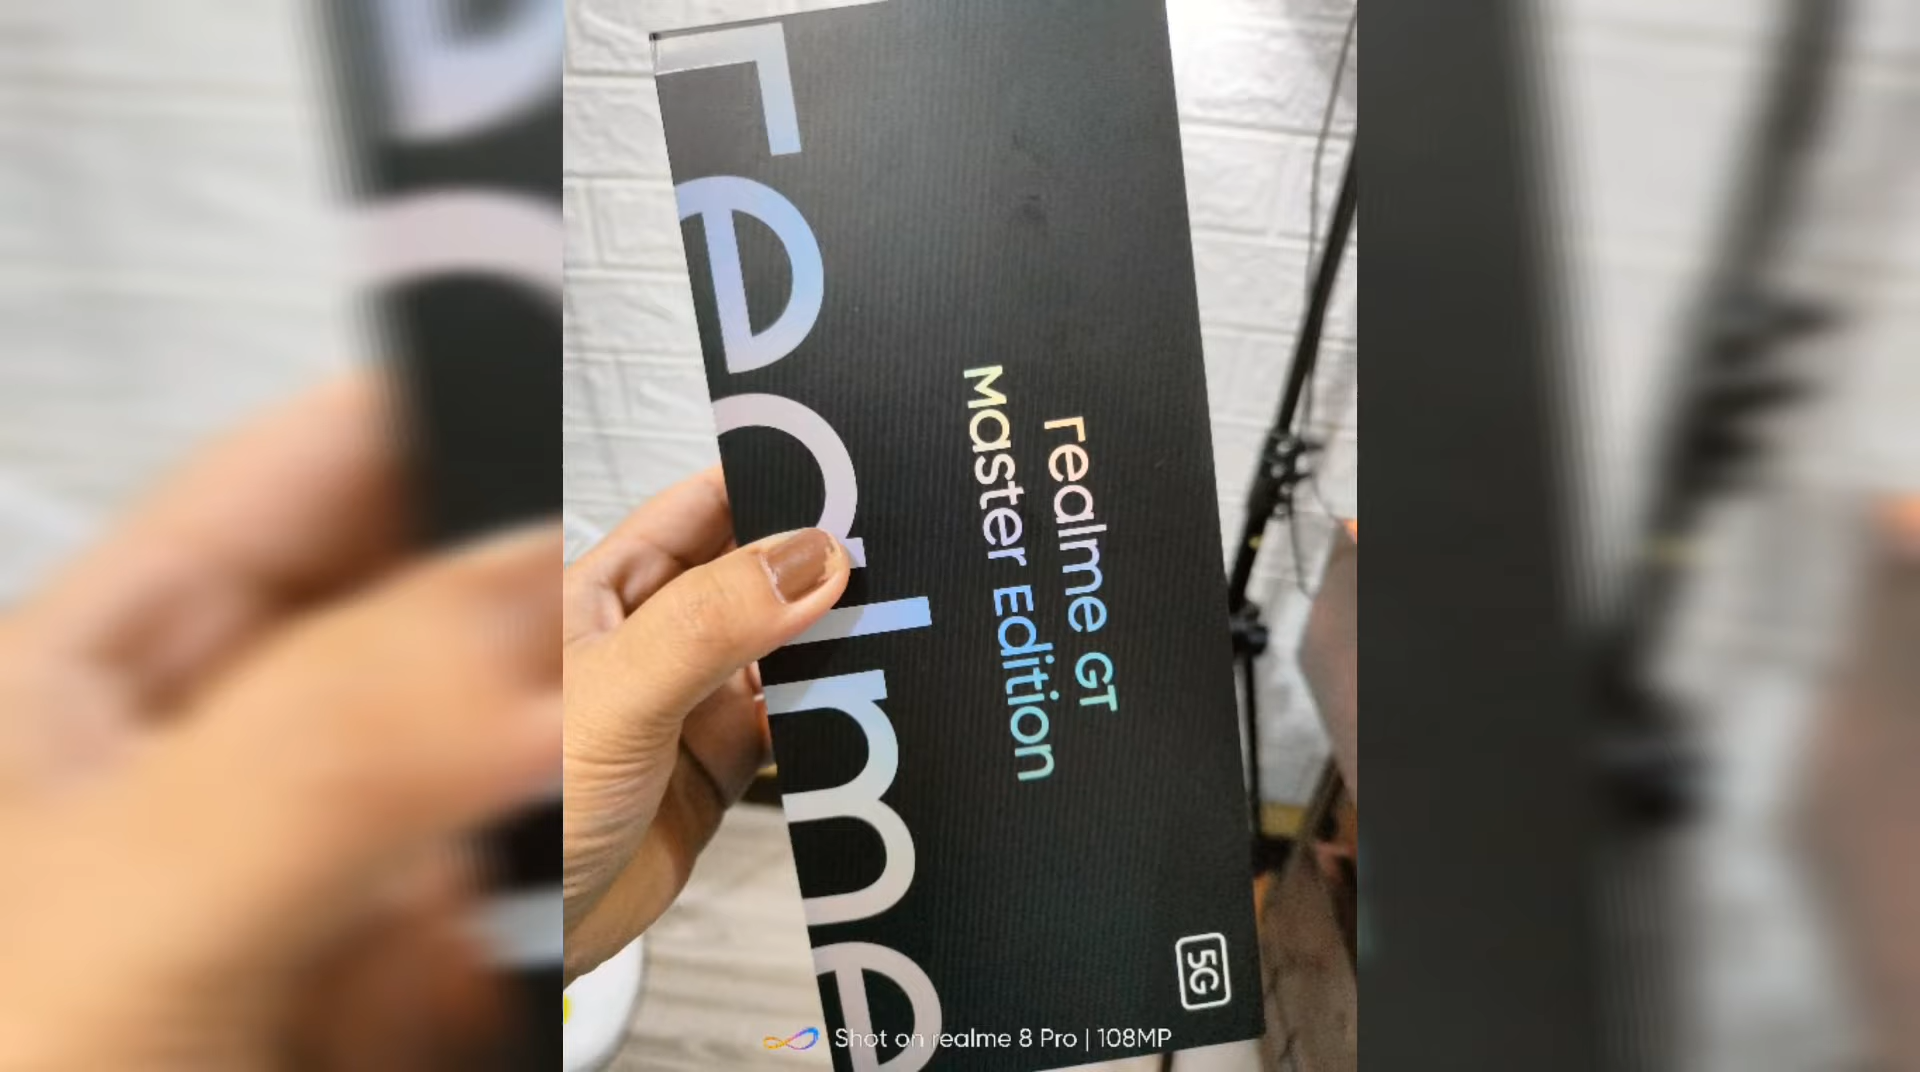 realme
realme GT
Master Edition
5G
Shot on realme 8 Pro | 108MP